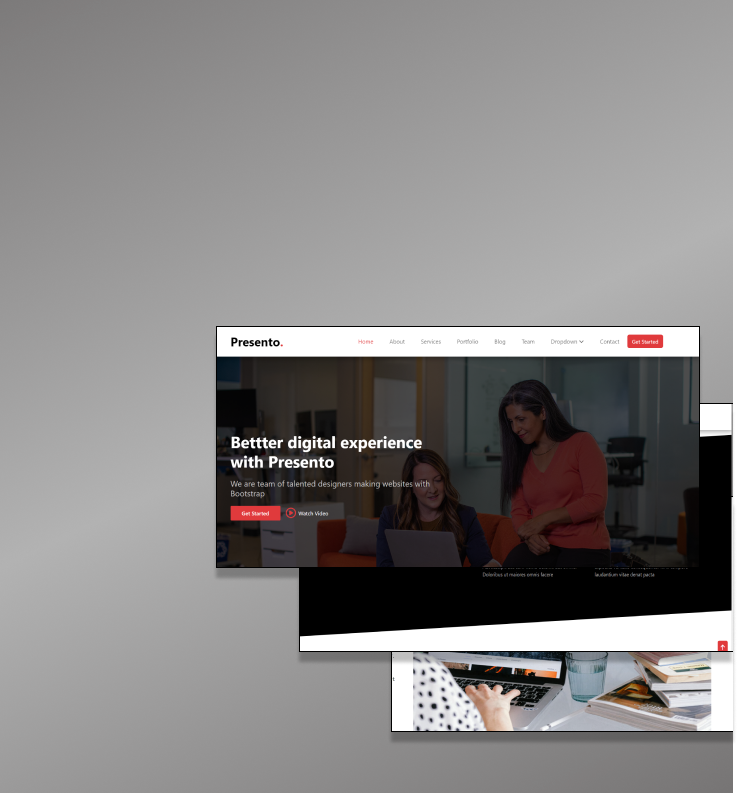 Presento.
Home About Services Portfolio Blog Team Dropdown Contact Get Started
Bettter digital experience
with Presento
We are team of talented designers making websites with
Bootstrap
Get Started Watch Video
Doloribus ut maiores omnis facere
laudantium vitae denat pacta
t